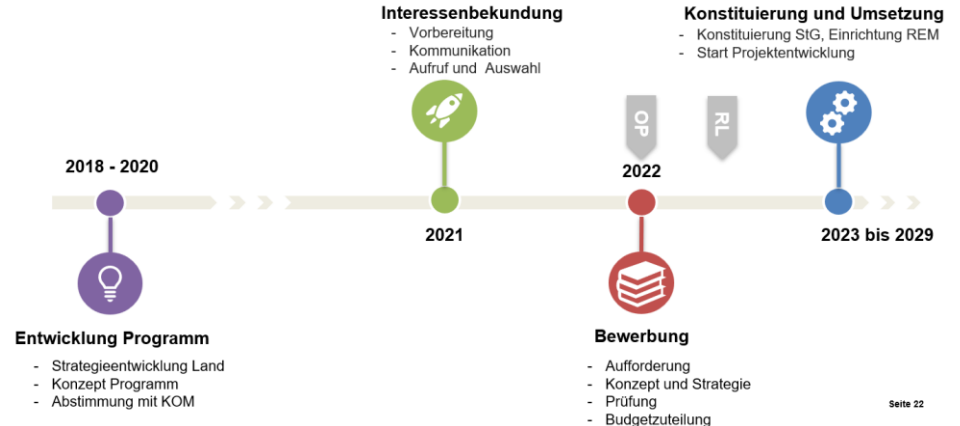 Interessenbekundung
- Vorbereitung
- Kommunikation
- Aufruf und Auswahl
Konstituierung und Umsetzung
- Konstituierung StG, Einrichtung REM
- Start Projektentwicklung
OP
RL
2018 - 2020
2022
2021
2023 bis 2029
Entwicklung Programm
- Strategieentwicklung Land
- Konzept Programm
- Abstimmung mit KOM
Bewerbung
- Aufforderung
- Konzept und Strategie
- Prüfung
- Budgetzuteilung
Seite 22